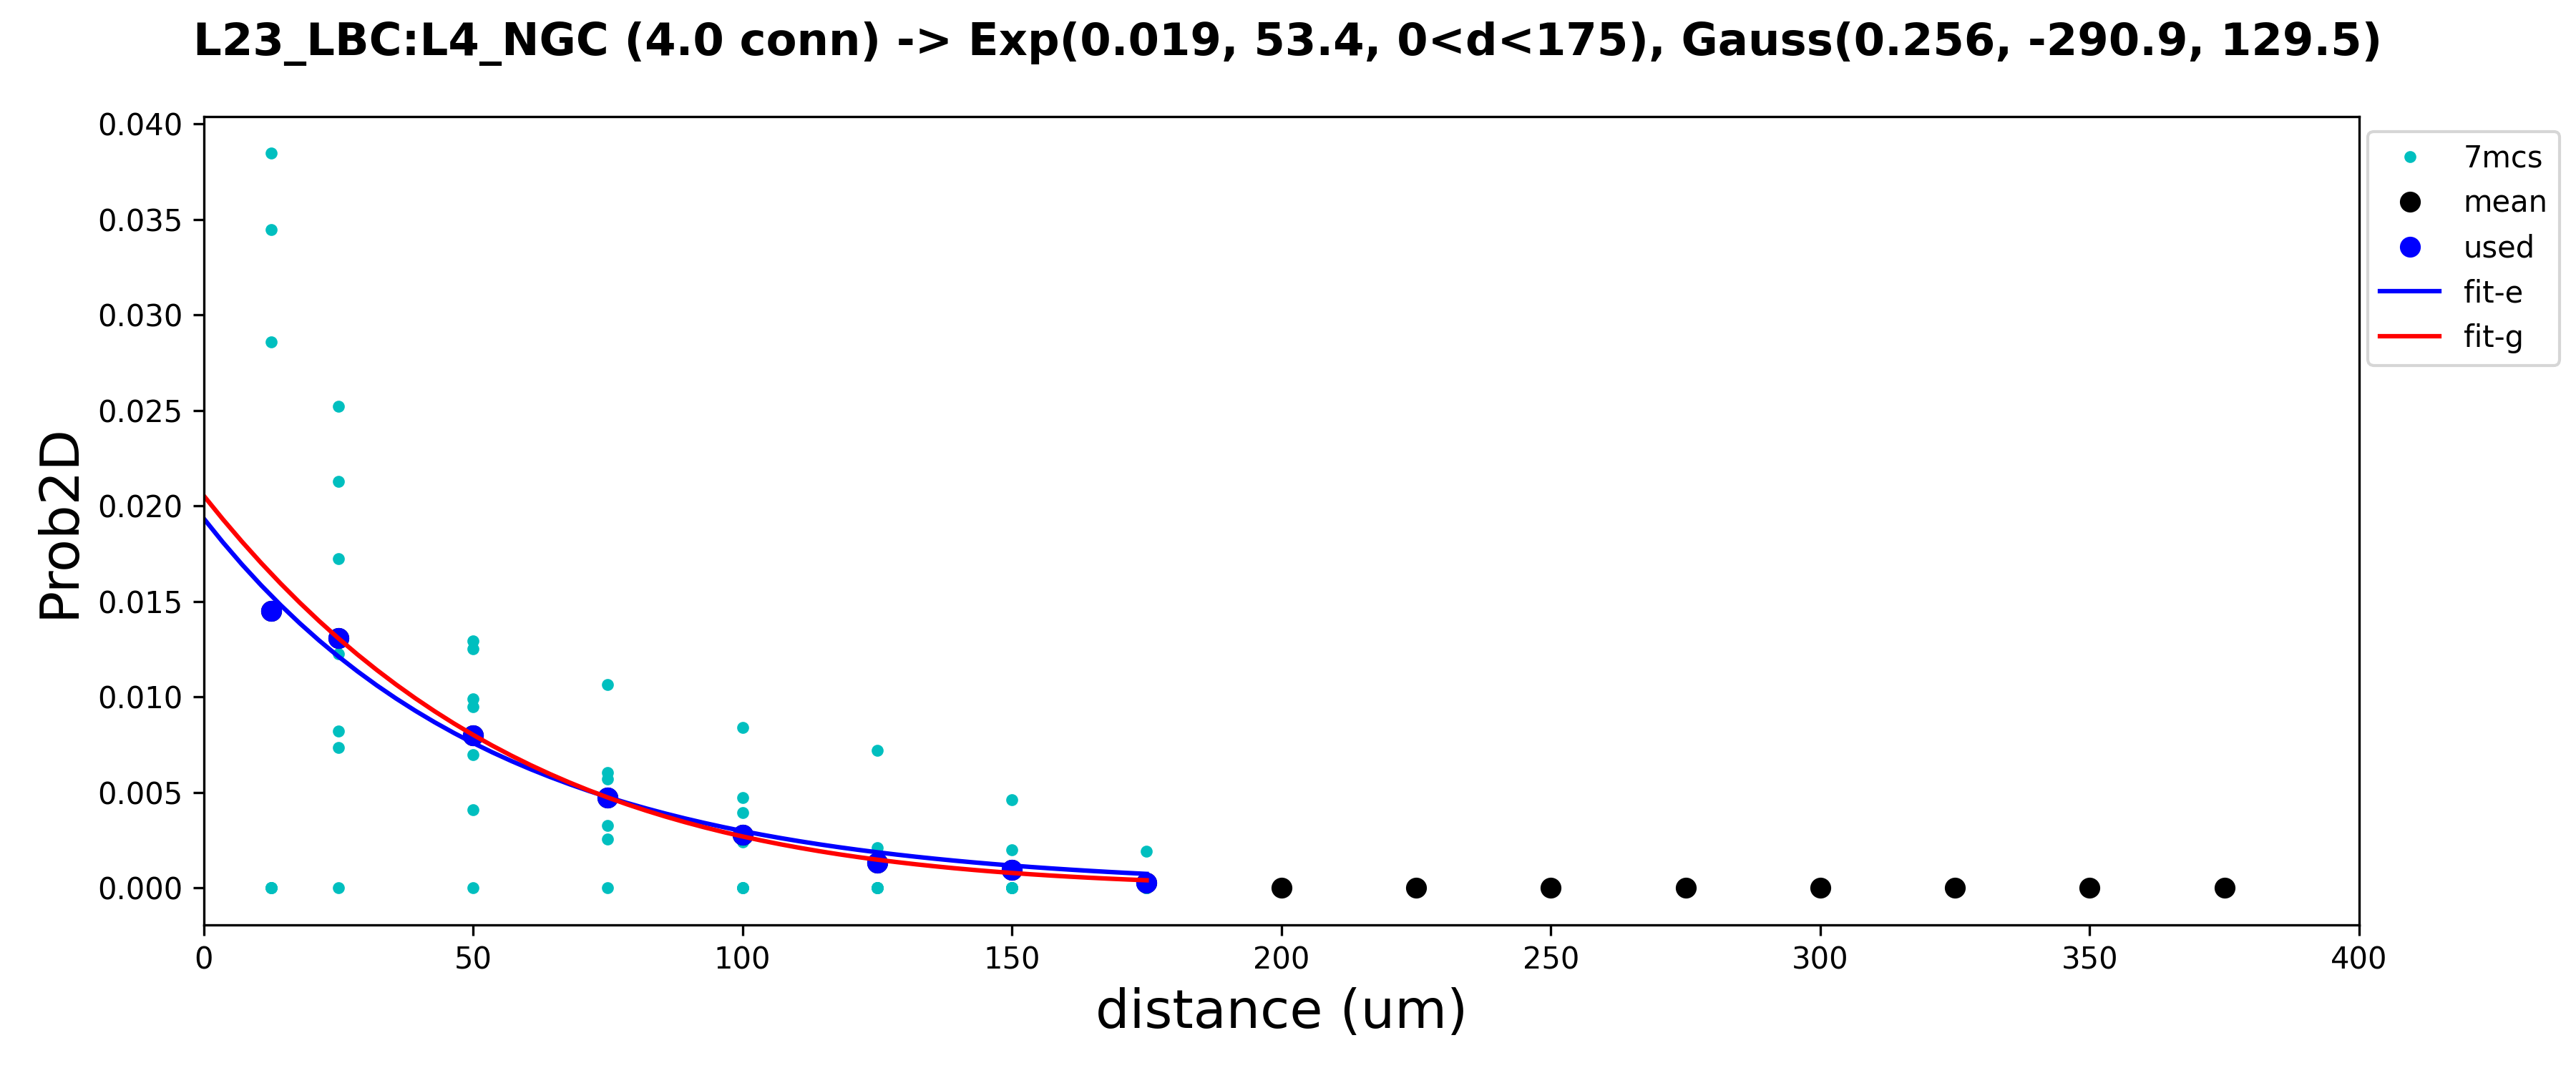 L23_LBC:L4_NGC (4.0 conn) -> Exp(0.019, 53.4, 0<d<175), Gauss(0.256, -290.9, 129.5)
0.040
0.035
0.030
0.025
0.020
0.015
0.010
0.005
0.000
Prob2D
0 50 100 150 200 250 300 350 400
distance (um)
7mcs
mean
used
fit-e
fit-g